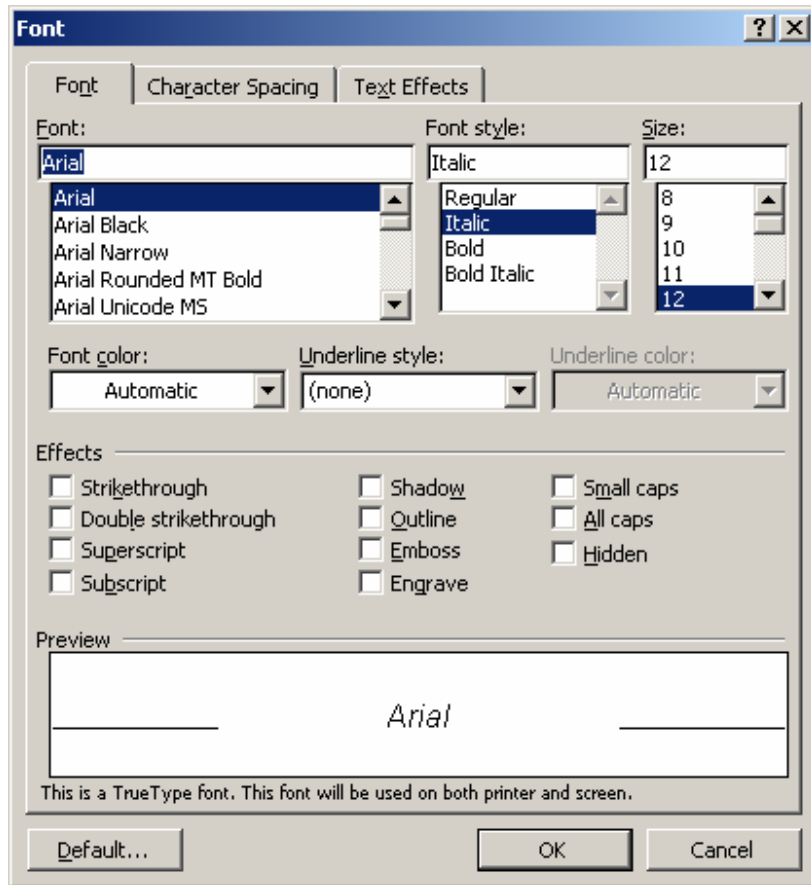 Font
Font Character Spacing Text Effects
Font: Font style: Size:
Arial Italic 12
Arial Regular 8
Arial Black Italic 9
Arial Narrow Bold 10
Arial Rounded MT Bold Bold Italic 11
Arial Unicode MS 12
Font color: Underline style: Underline color:
Automatic (none) Automatic
Effects
Strikethrough Shadow Small caps
Double strikethrough Outline All caps
Superscript Emboss Hidden
Subscript Engrave
Preview
Arial
This is a TrueType font. This font will be used on both printer and screen.
Default... OK Cancel